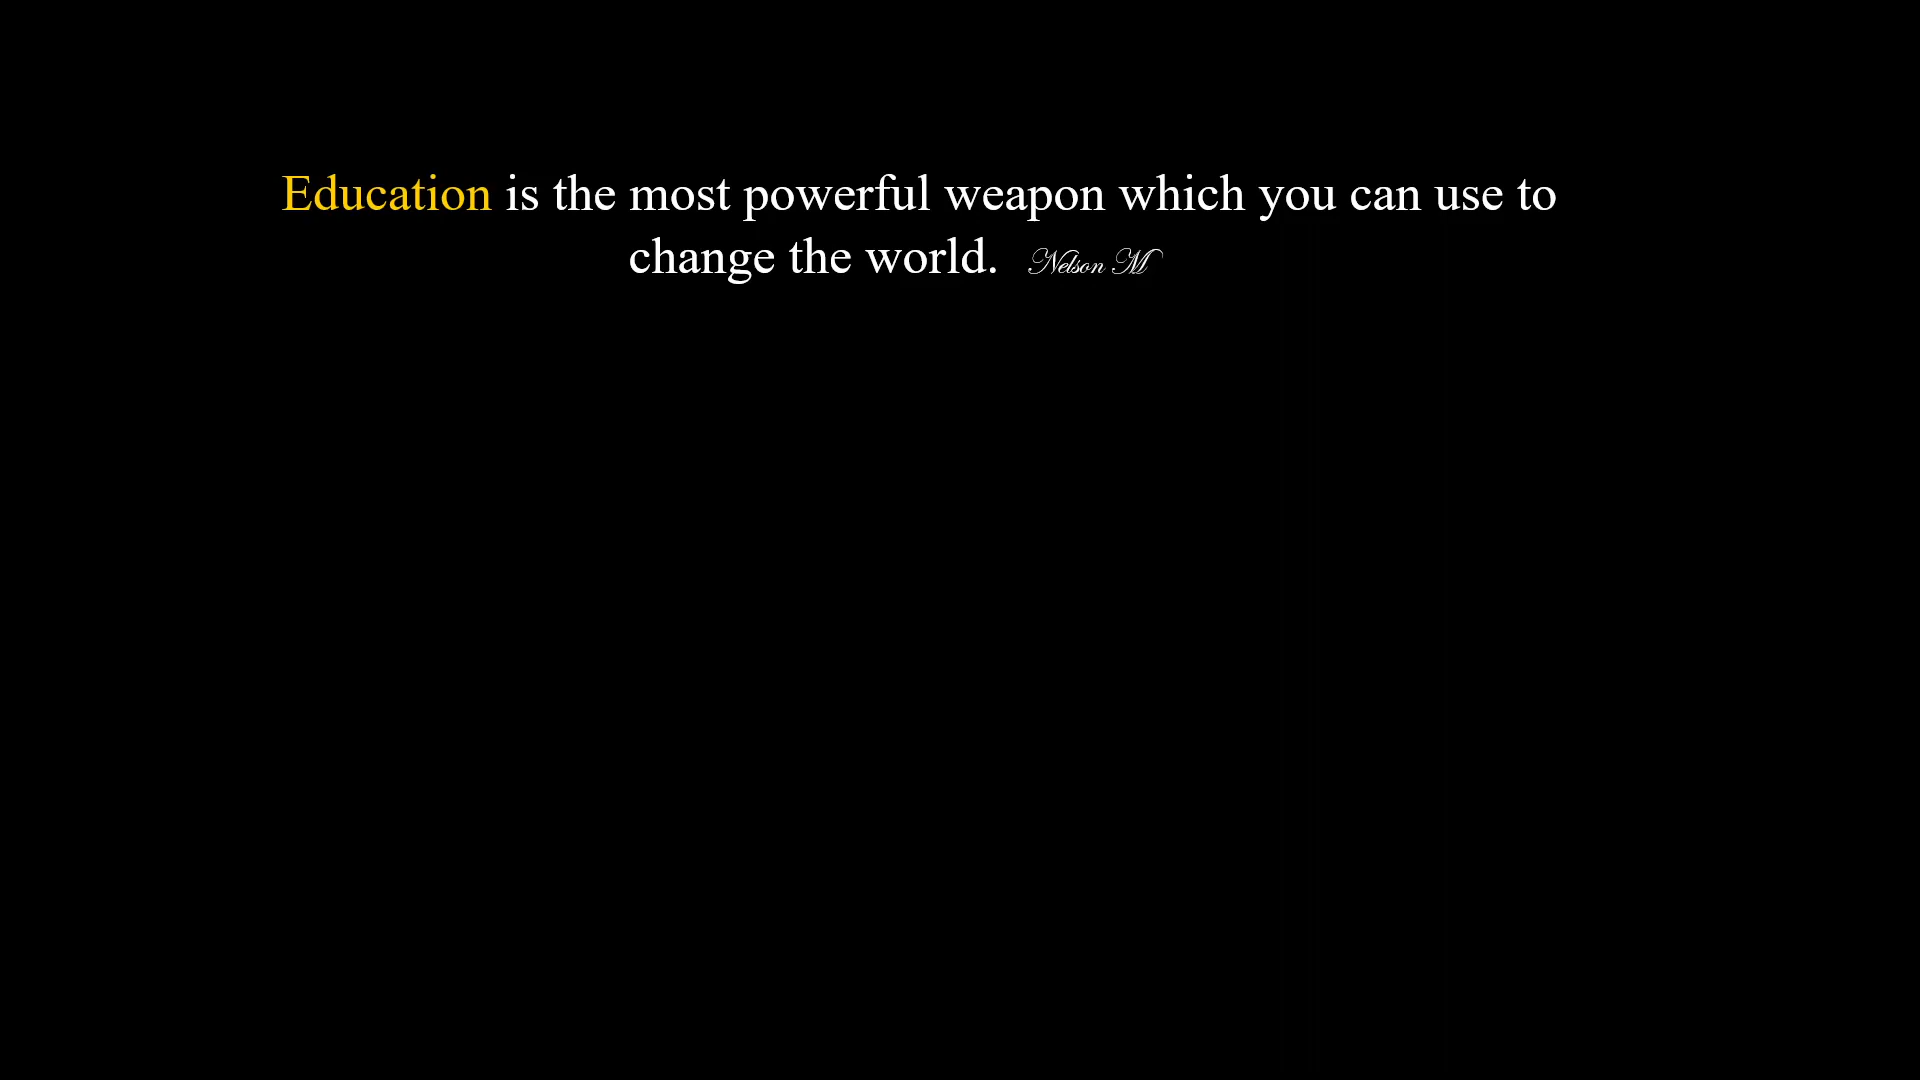 Education is the most powerful weapon which you can use to
change the world. Nelson M